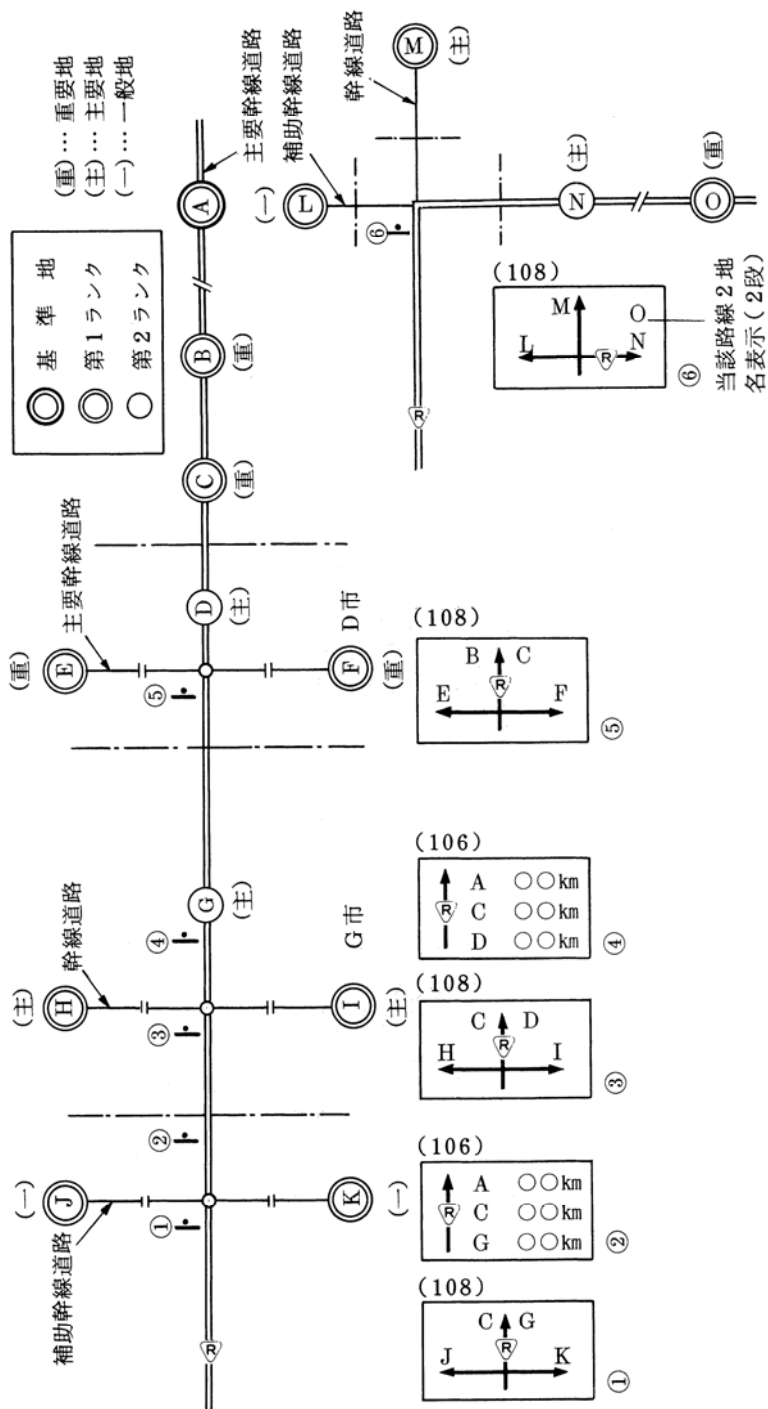 (重)…重要地
(主)…主要地
(一)…一般地
基準地
第1ランク
第2ランク
主要幹線道路
A
B
(重)
C
(重)
D
(主)
主要幹線道路
(重)
E
F
(重)
D市
⑤
G
(主)
G市
④
幹線道路
(主)
H
I
(主)
③
②
(一)
J
K
(一)
補助幹線道路
①
R
補助幹線道路
幹線道路
(一)
L
M
(主)
⑥
N
(主)
O
(重)
R
(108)
C G
R
J K
①
(106)
A ○○km
R C ○○km
G ○○km
②
(108)
C D
R
H I
③
(106)
A ○○km
R C ○○km
D ○○km
④
(108)
B C
R
E F
⑤
(108)
M
L O
R N
⑥
当該路線2地
名表示(2段)